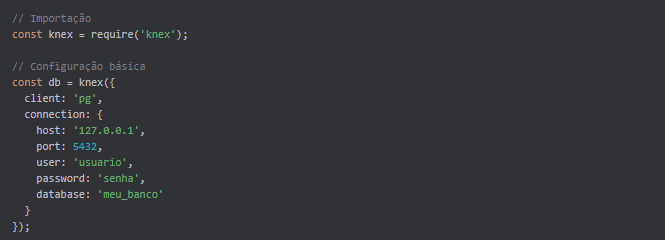 // Importação
const knex = require('knex');
// Configuração básica
const db = knex({
  client: 'pg',
  connection: {
    host: '127.0.0.1',
    port: 5432,
    user: 'usuario',
    password: 'senha',
    database: 'meu_banco'
  }
});